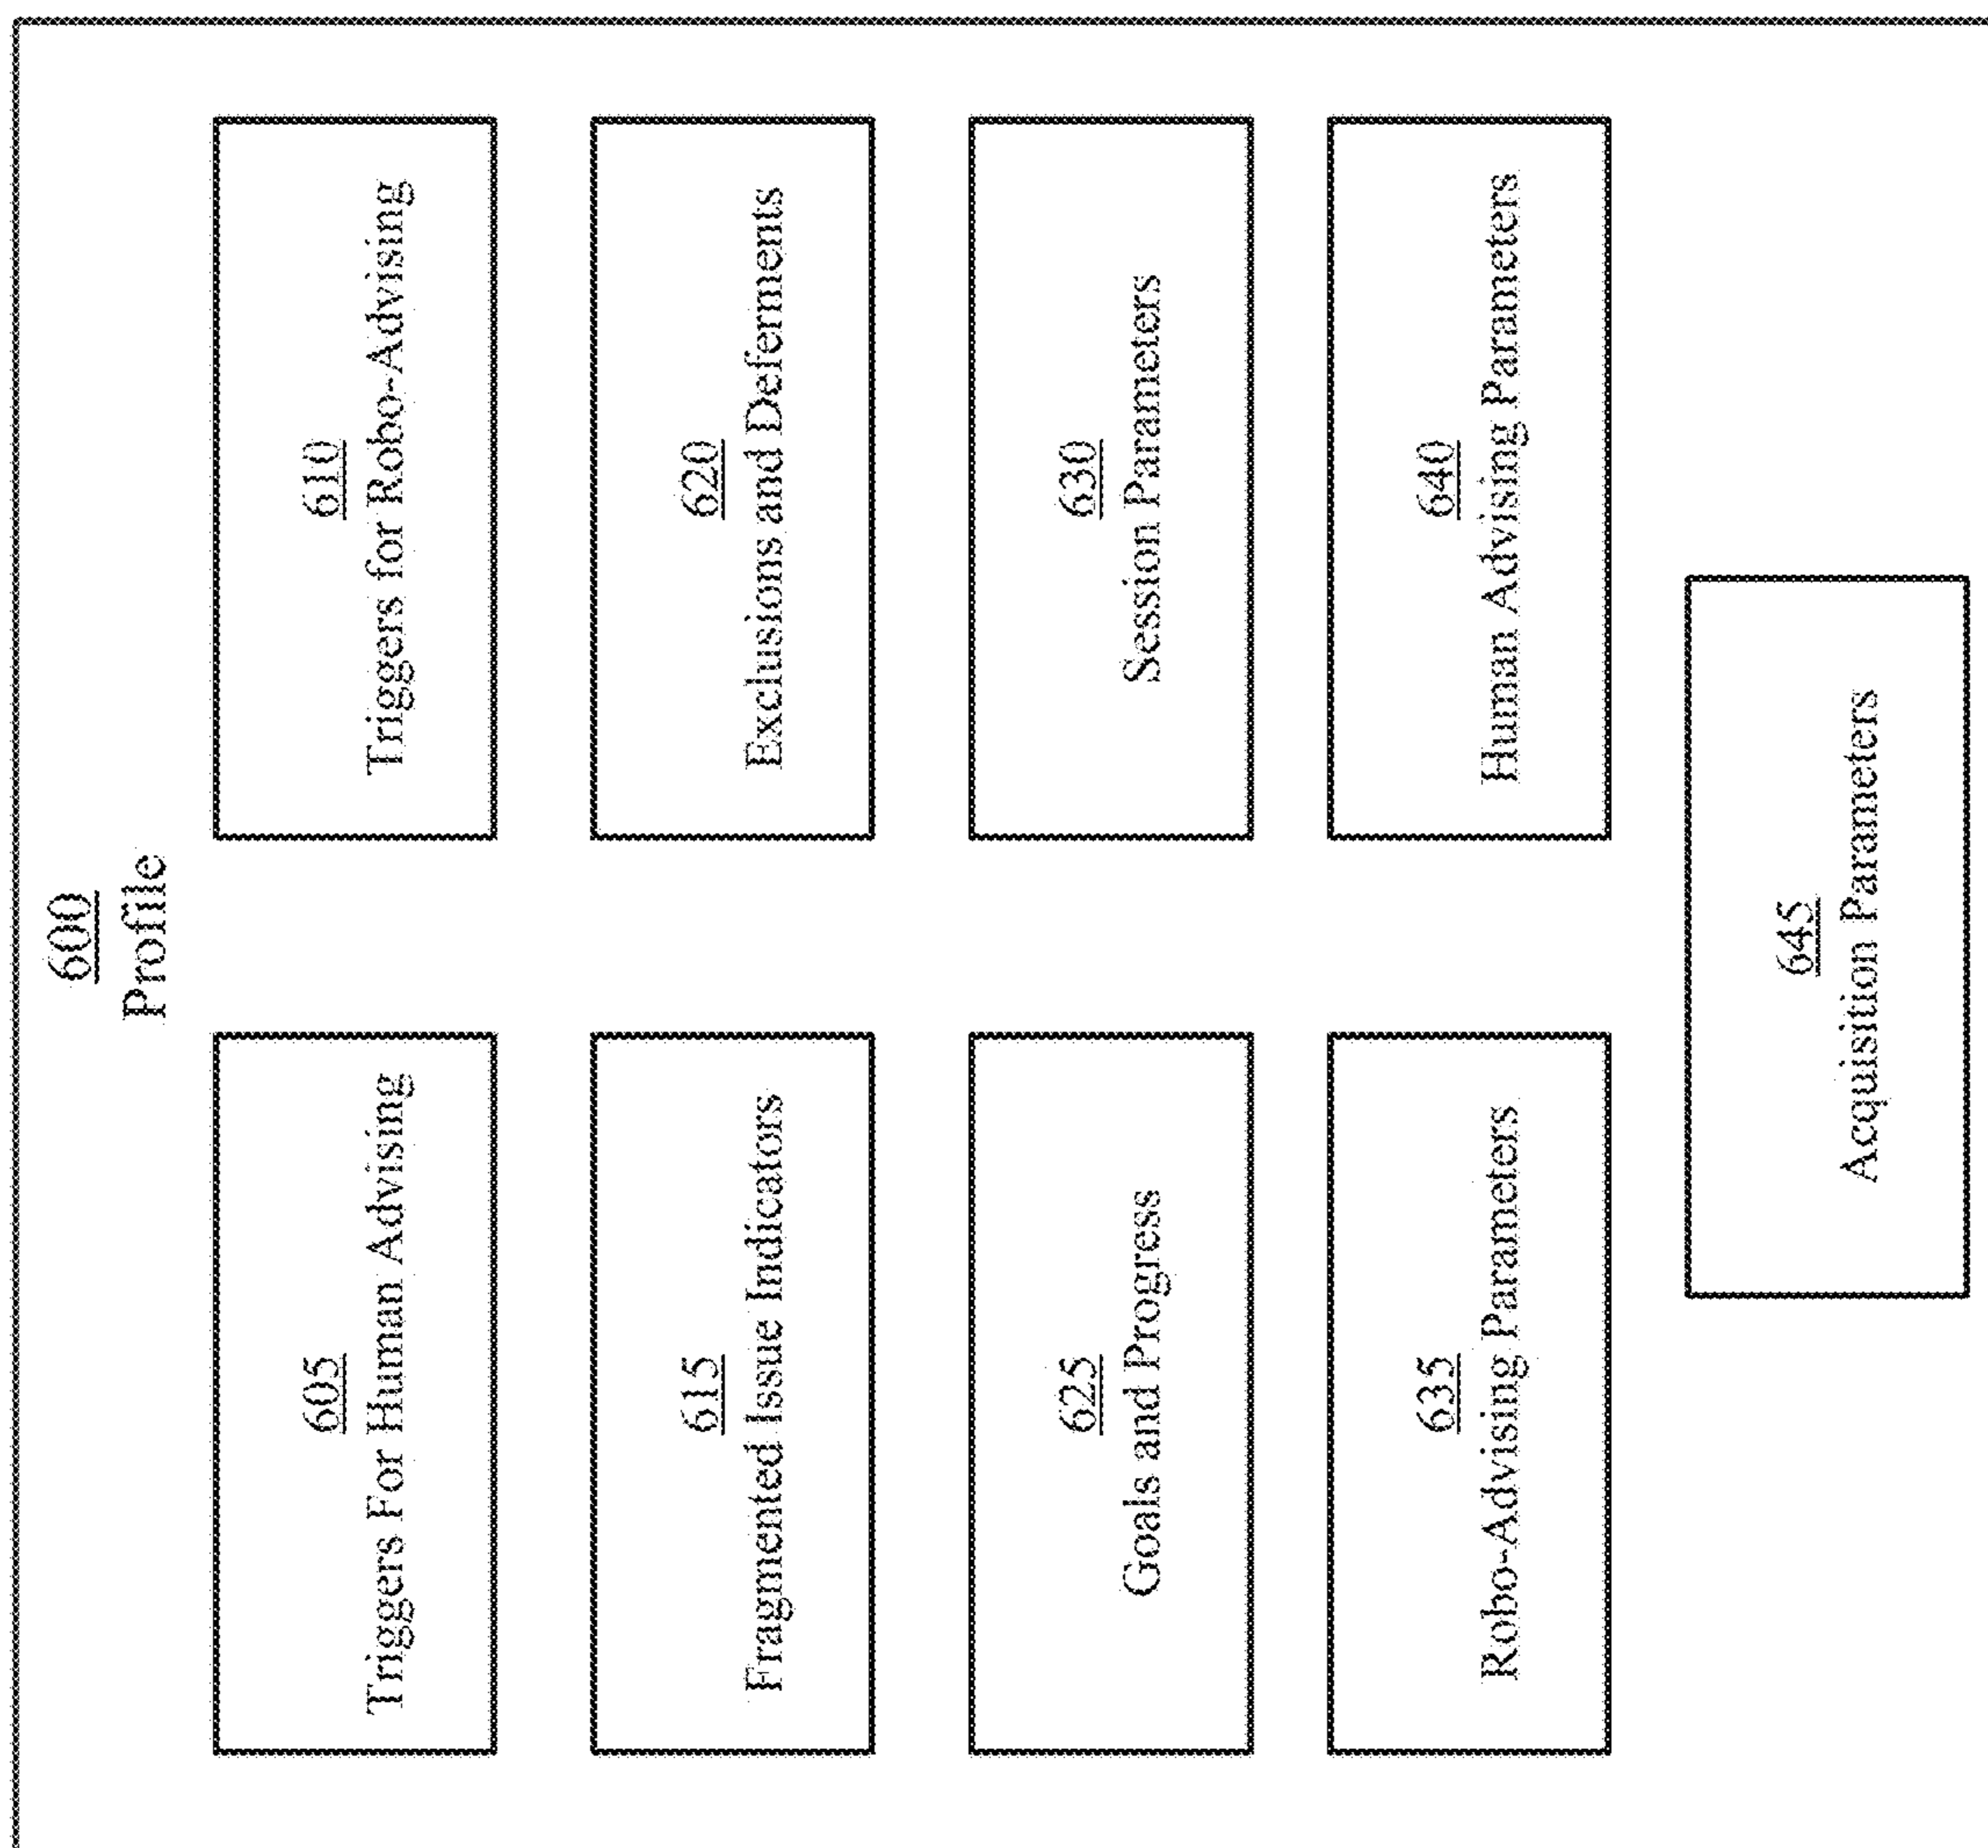 600
Profile
605
Triggers For Human Advising
610
Triggers for Robo-Advising
615
Fragmented Issue Indicators
620
Exclusions and Deferments
625
Goals and Progress
630
Session Parameters
635
Robo-Advising Parameters
640
Human Advising Parameters
645
Acquisition Parameters